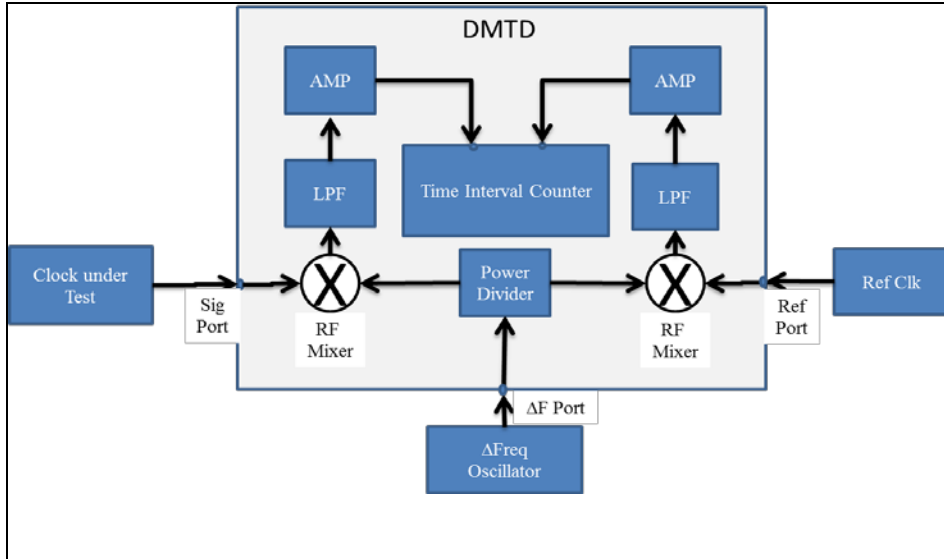 DMTD
AMP
AMP
LPF
Time Interval Counter
LPF
Clock under
Test
Power
Divider
Ref Clk
Sig
Port
RF
Mixer
RF
Mixer
Ref
Port
ΔF Port
ΔFreq
Oscillator